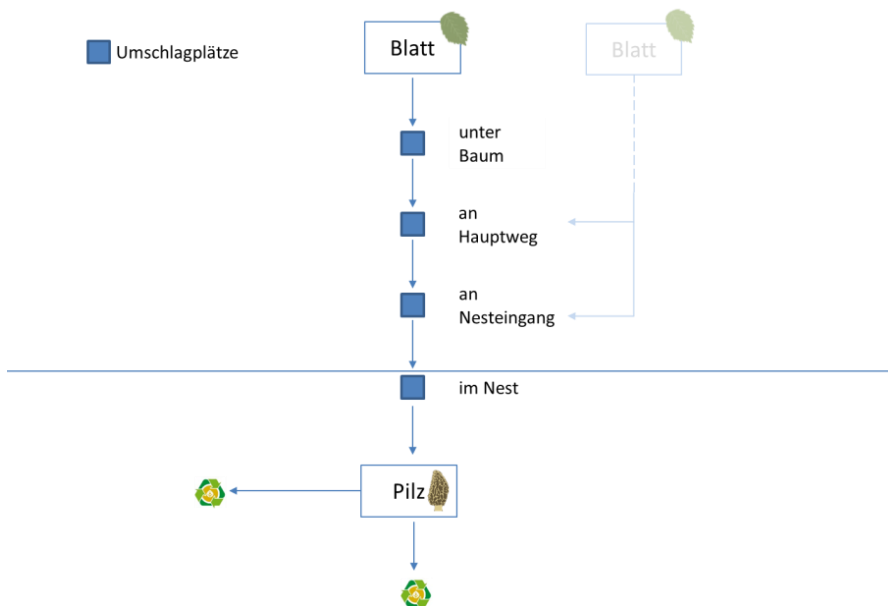 Umschlagplätze
Blatt
Blatt
unter
Baum
an
Hauptweg
an
Nesteingang
im Nest
Pilz